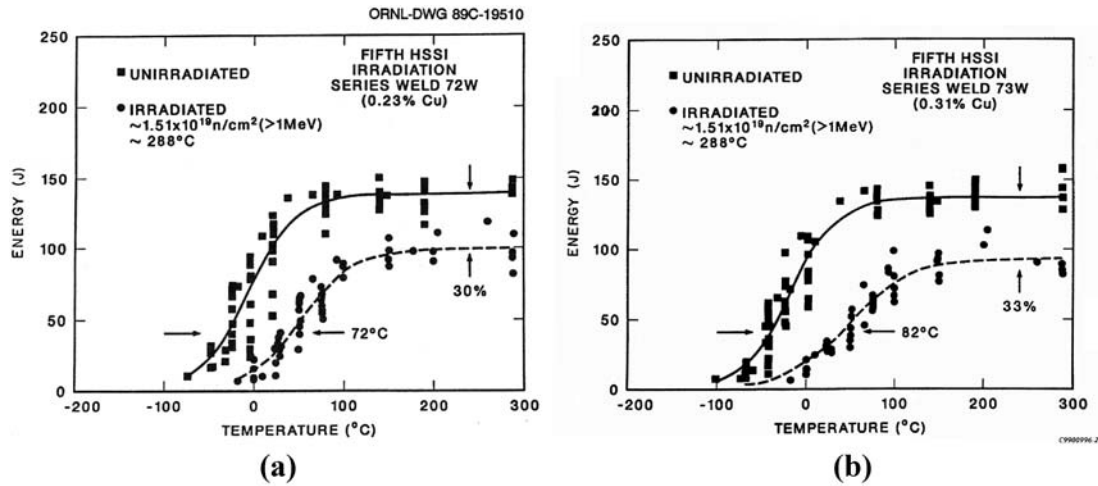 ORNL-DWG 89C-19510
250
200
150
100
50
0
ENERGY (J)
-200
-100
0
100
200
300
TEMPERATURE (°C)
UNIRRADIATED
IRRADIATED
~1.51x10¹⁹n/cm² (>1MeV)
~ 288°C
FIFTH HSSI
IRRADIATION
SERIES WELD 72W
(0.23% Cu)
30%
72°C
(a)
250
200
150
100
50
0
ENERGY (J)
-200
-100
0
100
200
300
TEMPERATURE (°C)
UNIRRADIATED
IRRADIATED
~1.51x10¹⁹n/cm² (>1MeV)
~ 288°C
FIFTH HSSI
IRRADIATION
SERIES WELD 73W
(0.31% Cu)
33%
82°C
C9900996-2
(b)